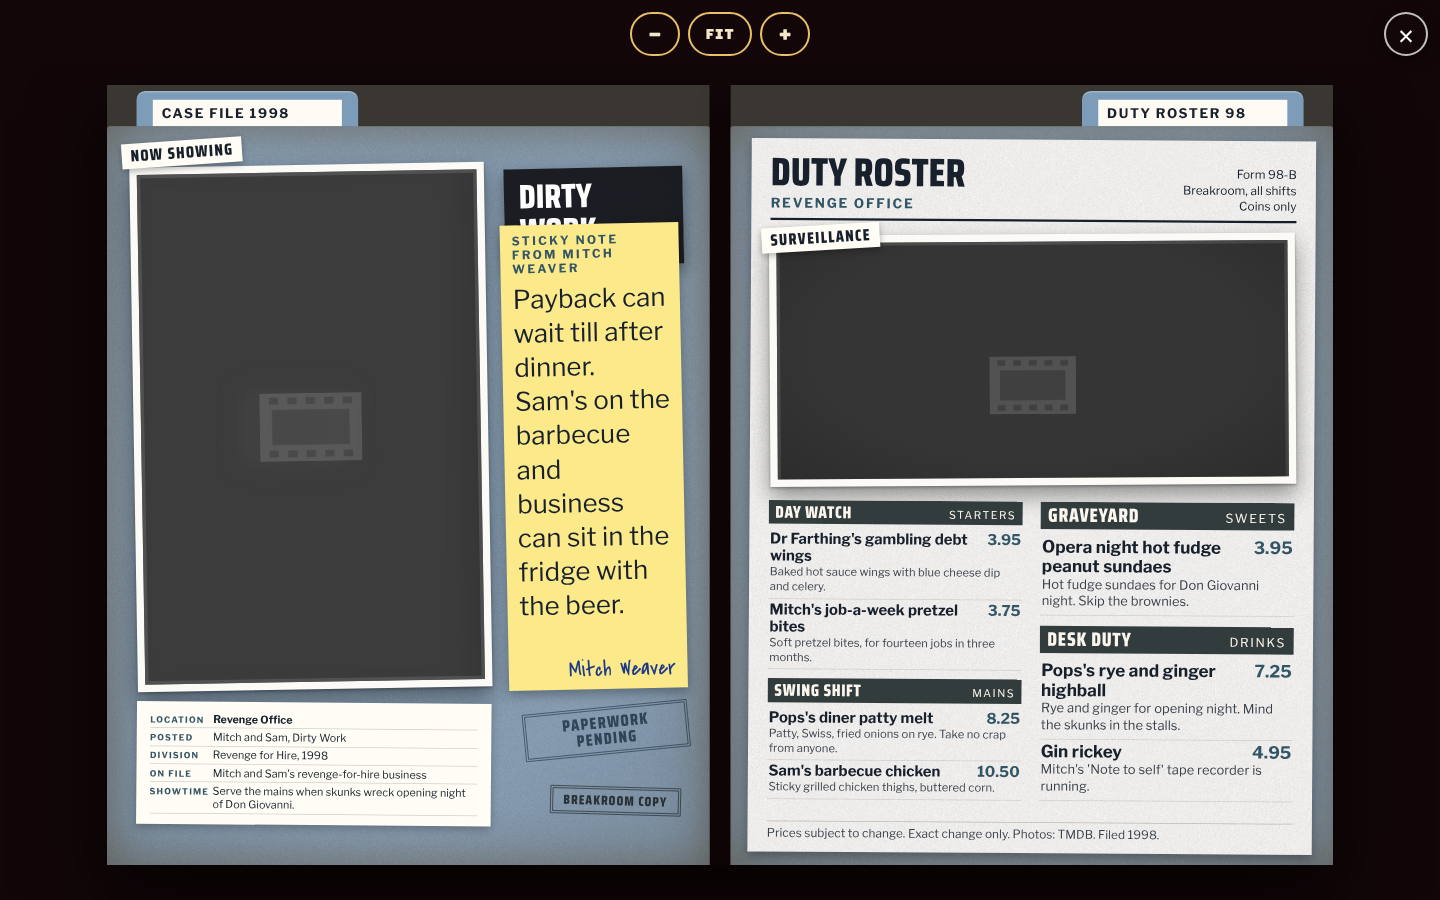 −
FIT
+
×
CASE FILE 1998
NOW SHOWING
DIRTY
WORK
STICKY NOTE
FROM MITCH
WEAVER
Payback can
wait till after
dinner.
Sam's on the
barbecue
and
business
can sit in the
fridge with
the beer.
Mitch Weaver
LOCATION Revenge Office
POSTED Mitch and Sam, Dirty Work
DIVISION Revenge for Hire, 1998
ON FILE Mitch and Sam's revenge-for-hire business
SHOWTIME Serve the mains when skunks wreck opening night
of Don Giovanni.
PAPERWORK
PENDING
BREAKROOM COPY
DUTY ROSTER 98
DUTY ROSTER
REVENGE OFFICE
Form 98-B
Breakroom, all shifts
Coins only
SURVEILLANCE
DAY WATCH STARTERS
Dr Farthing's gambling debt 3.95
wings
Baked hot sauce wings with blue cheese dip
and celery.
Mitch's job-a-week pretzel 3.75
bites
Soft pretzel bites, for fourteen jobs in three
months.
SWING SHIFT MAINS
Pops's diner patty melt 8.25
Patty, Swiss, fried onions on rye. Take no crap
from anyone.
Sam's barbecue chicken 10.50
Sticky grilled chicken thighs, buttered corn.
GRAVEYARD SWEETS
Opera night hot fudge 3.95
peanut sundaes
Hot fudge sundaes for Don Giovanni
night. Skip the brownies.
DESK DUTY DRINKS
Pops's rye and ginger 7.25
highball
Rye and ginger for opening night. Mind
the skunks in the stalls.
Gin rickey 4.95
Mitch's 'Note to self' tape recorder is
running.
Prices subject to change. Exact change only. Photos: TMDB. Filed 1998.